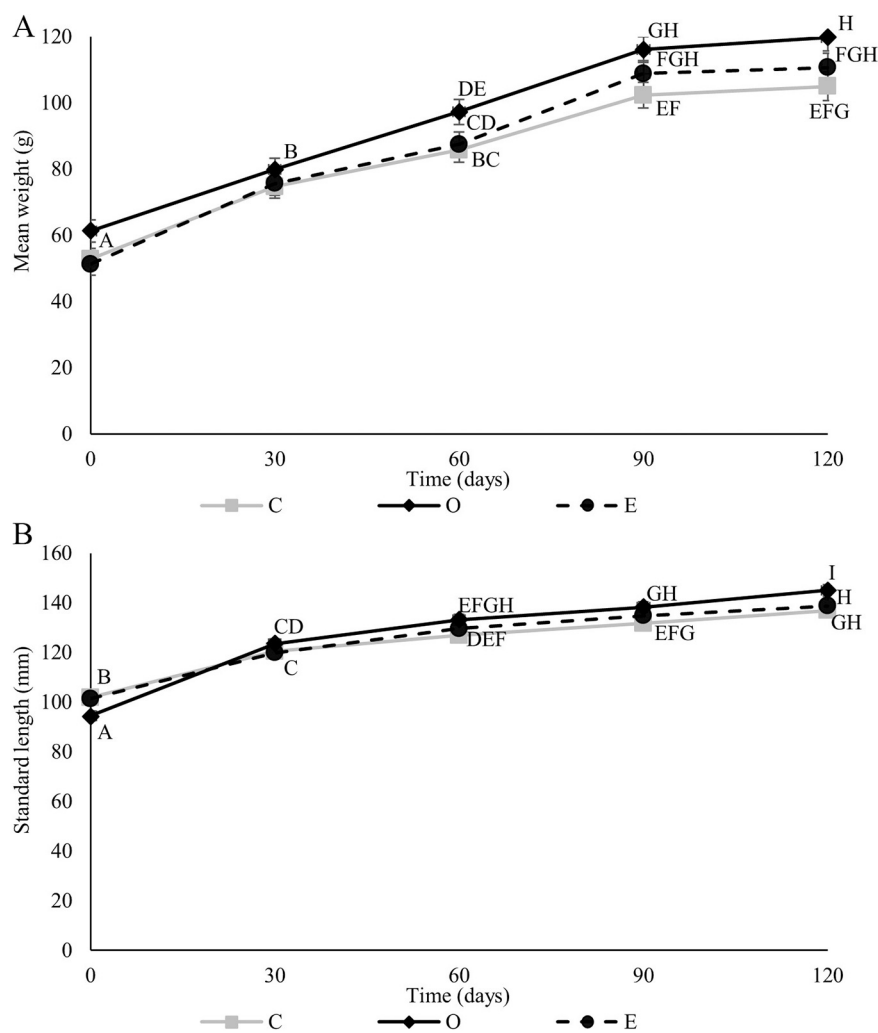 A
120
100
80
60
40
20
0
Mean weight (g)
A
B
DE
CD
BC
GH
FGH
EF
H
FGH
EFG
0 30 60 90 120
Time (days)
C O E
B
160
140
120
100
80
60
40
20
0
Standard length (mm)
B
A
CD
C
EFGH
DEF
GH
EFG
I
H
GH
0 30 60 90 120
Time (days)
C O E